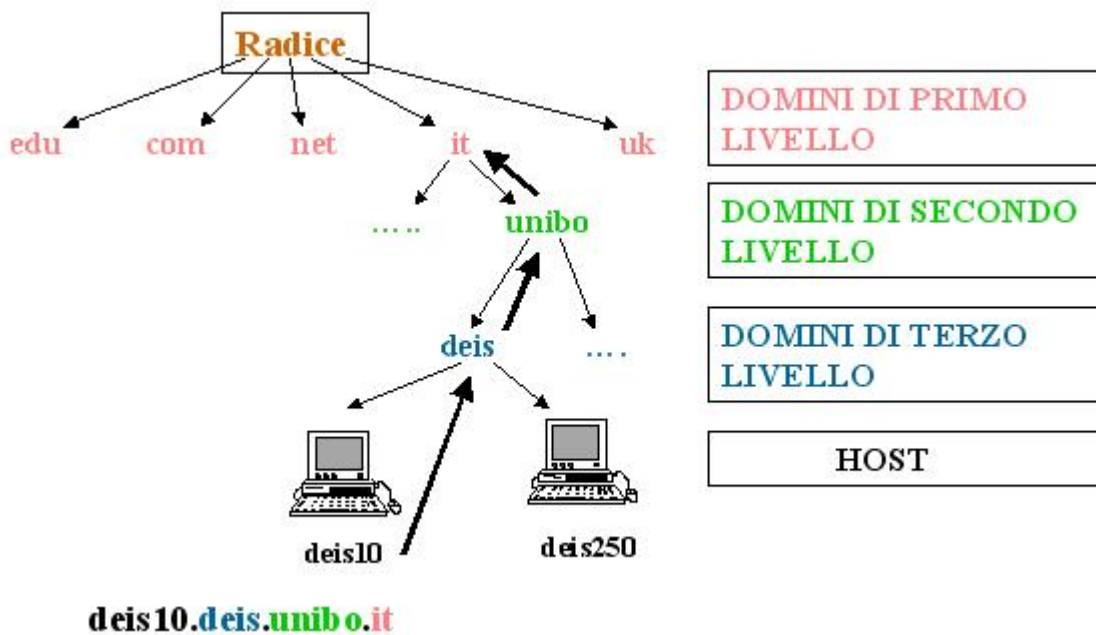 Radice
edu com net it uk
DOMINI DI PRIMO
LIVELLO
..... unibo
DOMINI DI SECONDO
LIVELLO
deis ....
DOMINI DI TERZO
LIVELLO
HOST
deis10 deis250
deis10.deis.unibo.it